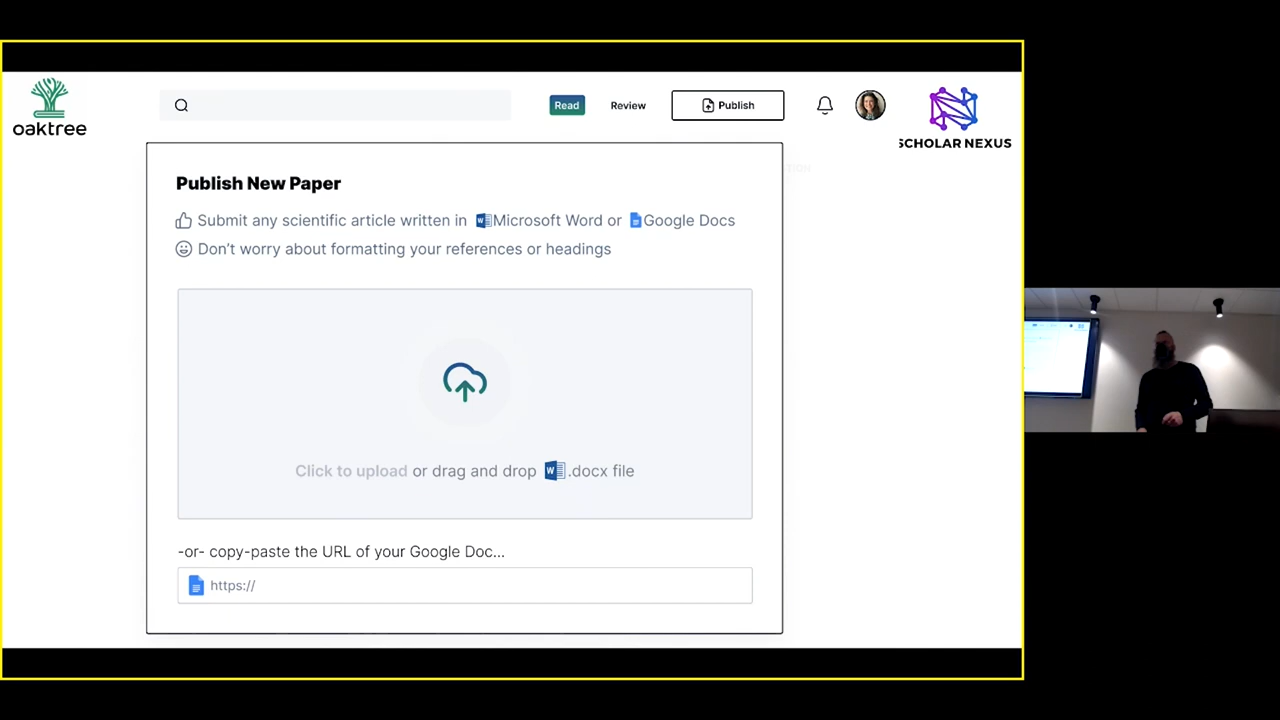 oaktree
Read
Review
Publish
SCHOLAR NEXUS
Publish New Paper
Submit any scientific article written in Microsoft Word or Google Docs
Don't worry about formatting your references or headings
Click to upload or drag and drop .docx file
-or- copy-paste the URL of your Google Doc...
https://